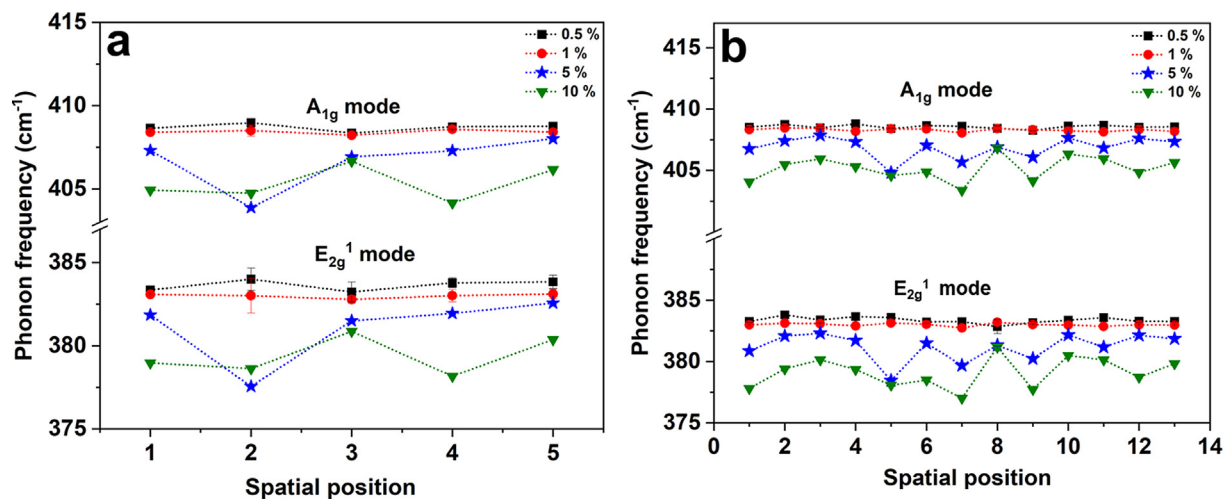 a
0.5 %
1 %
5 %
10 %
A1g mode
E2g1 mode
415
410
405
385
380
375
Phonon frequency (cm-1)
1 2 3 4 5
Spatial position
b
0.5 %
1 %
5 %
10 %
A1g mode
E2g1 mode
415
410
405
385
380
375
Phonon frequency (cm-1)
0 2 4 6 8 10 12 14
Spatial position